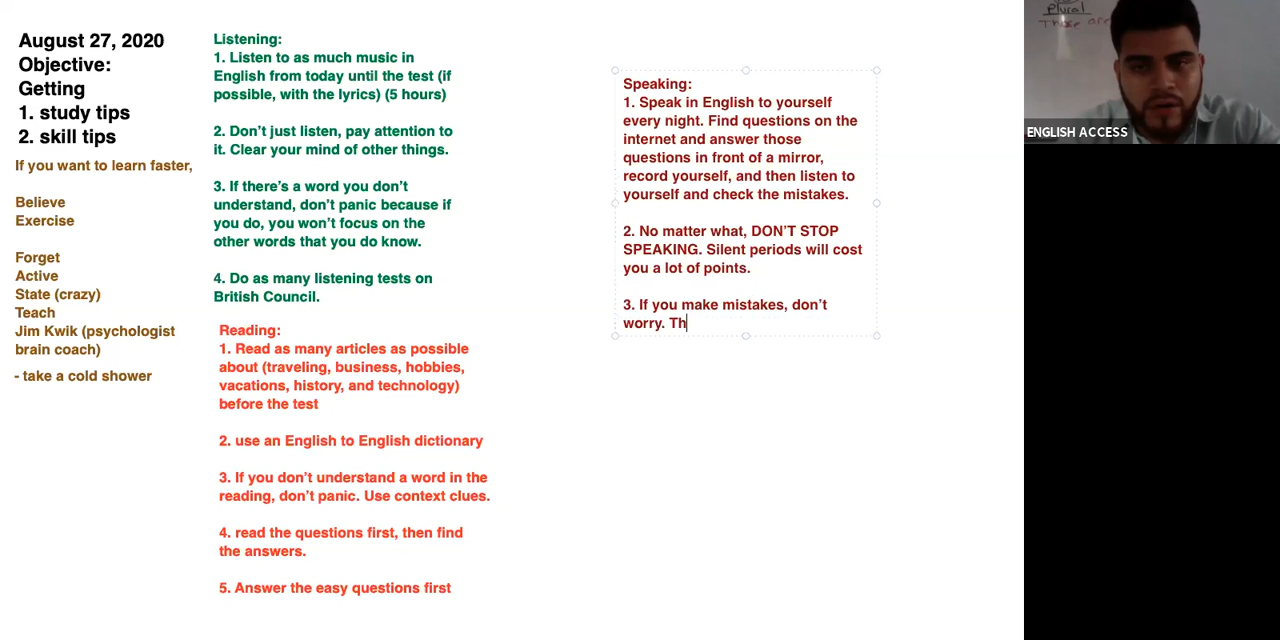 August 27, 2020
Objective:
Getting
1. study tips
2. skill tips
If you want to learn faster,
Believe
Exercise
Forget
Active
State (crazy)
Teach
Jim Kwik (psychologist
brain coach)
- take a cold shower
Listening:
1. Listen to as much music in
English from today until the test (if
possible, with the lyrics) (5 hours)
2. Don’t just listen, pay attention to
it. Clear your mind of other things.
3. If there’s a word you don’t
understand, don’t panic because if
you do, you won’t focus on the
other words that you do know.
4. Do as many listening tests on
British Council.
Reading:
1. Read as many articles as possible
about (traveling, business, hobbies,
vacations, history, and technology)
before the test
2. use an English to English dictionary
3. If you don’t understand a word in the
reading, don’t panic. Use context clues.
4. read the questions first, then find
the answers.
5. Answer the easy questions first
Speaking:
1. Speak in English to yourself
every night. Find questions on the
internet and answer those
questions in front of a mirror,
record yourself, and then listen to
yourself and check the mistakes.
2. No matter what, DON’T STOP
SPEAKING. Silent periods will cost
you a lot of points.
3. If you make mistakes, don’t
worry. Th
Plural
These are
ENGLISH ACCESS